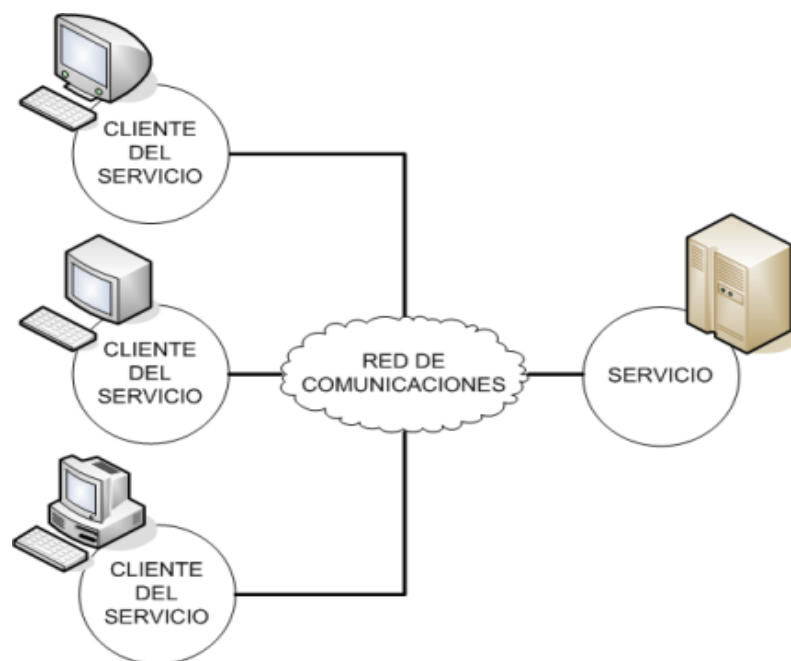 CLIENTE
DEL
SERVICIO
CLIENTE
DEL
SERVICIO
RED DE
COMUNICACIONES
SERVICIO
CLIENTE
DEL
SERVICIO